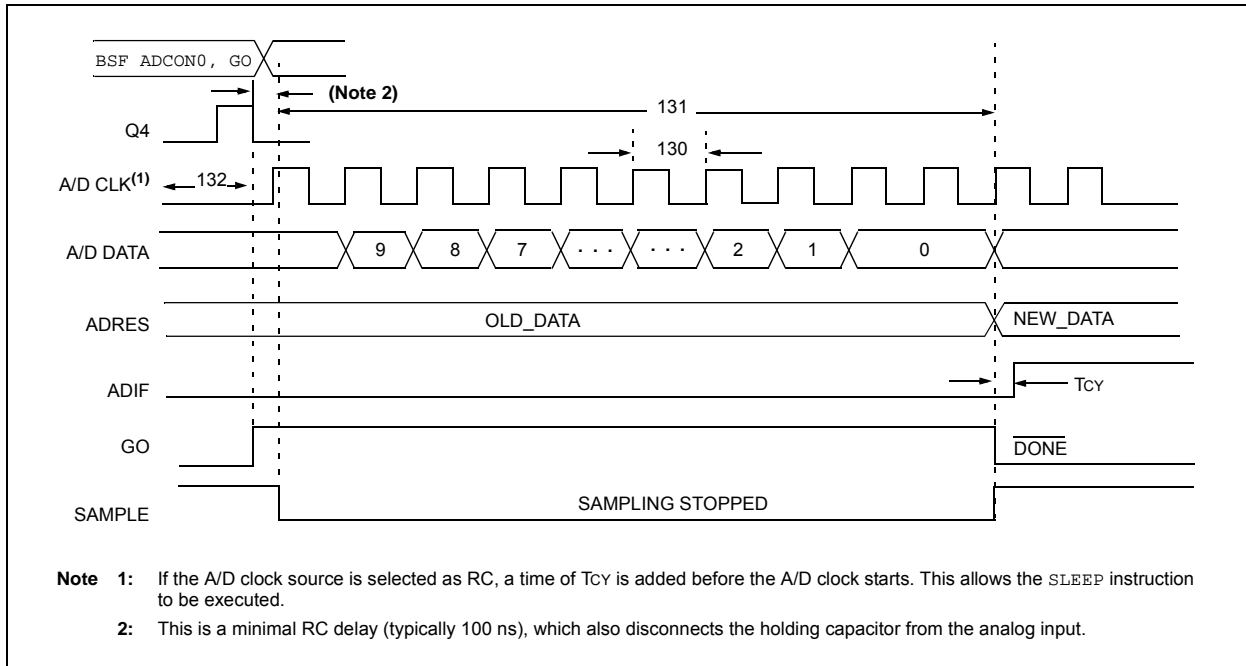 BSF ADCON0, GO
(Note 2)
131
Q4
130
A/D CLK(1)
132
A/D DATA
9 8 7 . . . . . . 2 1 0
ADRES
OLD_DATA
NEW_DATA
ADIF
TCY
GO
DONE
SAMPLE
SAMPLING STOPPED
Note 1: If the A/D clock source is selected as RC, a time of TCY is added before the A/D clock starts. This allows the SLEEP instruction
to be executed.
2: This is a minimal RC delay (typically 100 ns), which also disconnects the holding capacitor from the analog input.